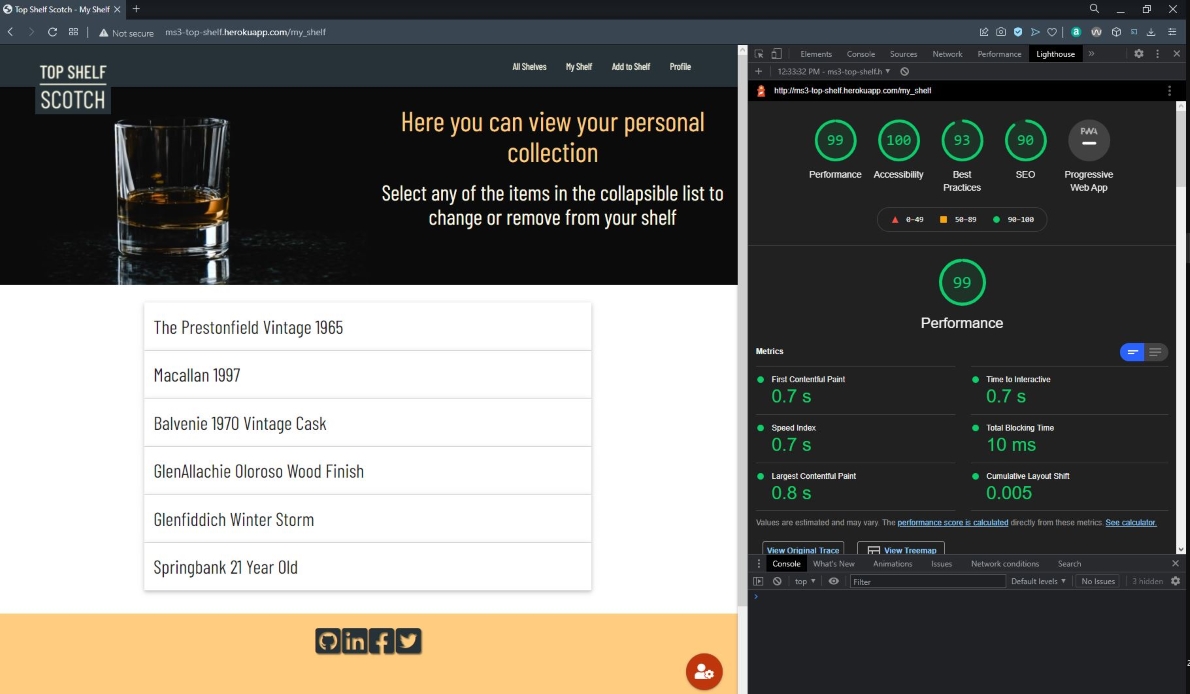 Top Shelf Scotch - My Shelf
Not secure
ms3-top-shelf.herokuapp.com/my_shelf
TOP SHELF
SCOTCH
All Shelves
My Shelf
Add to Shelf
Profile
Here you can view your personal
collection
Select any of the items in the collapsible list to
change or remove from your shelf
The Prestonfield Vintage 1965
Macallan 1997
Balvenie 1970 Vintage Cask
GlenAllachie Oloroso Wood Finish
Glenfiddich Winter Storm
Springbank 21 Year Old
Elements
Console
Sources
Network
Performance
Lighthouse
12:33:32 PM - ms3-top-shelf.h
http://ms3-top-shelf.herokuapp.com/my_shelf
99
100
93
90
PWA
Performance
Accessibility
Best
Practices
SEO
Progressive
Web App
0-49
50-89
90-100
99
Performance
Metrics
First Contentful Paint
0.7 s
Time to Interactive
0.7 s
Speed Index
0.7 s
Total Blocking Time
10 ms
Largest Contentful Paint
0.8 s
Cumulative Layout Shift
0.005
Values are estimated and may vary. The performance score is calculated directly from these metrics. See calculator.
View Original Trace
View Treemap
Console
What's New
Animations
Issues
Network conditions
Search
top
Filter
Default levels
No Issues
3 hidden